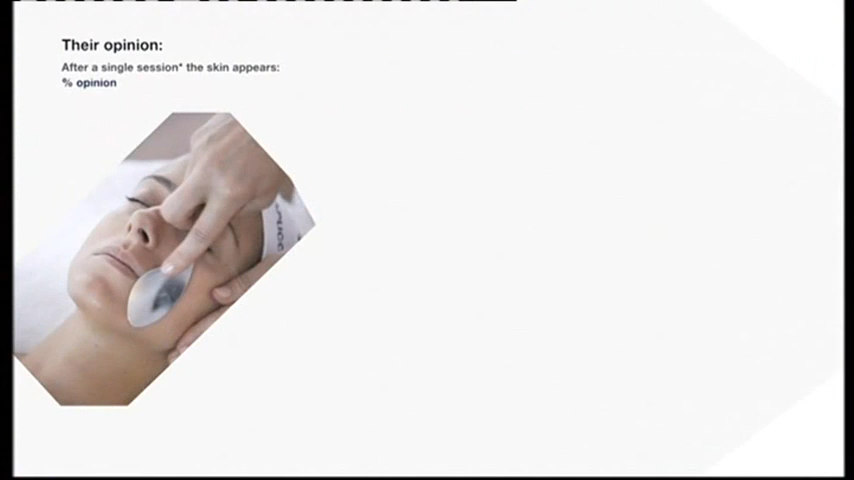 Their opinion:
After a single session* the skin appears:
% opinion